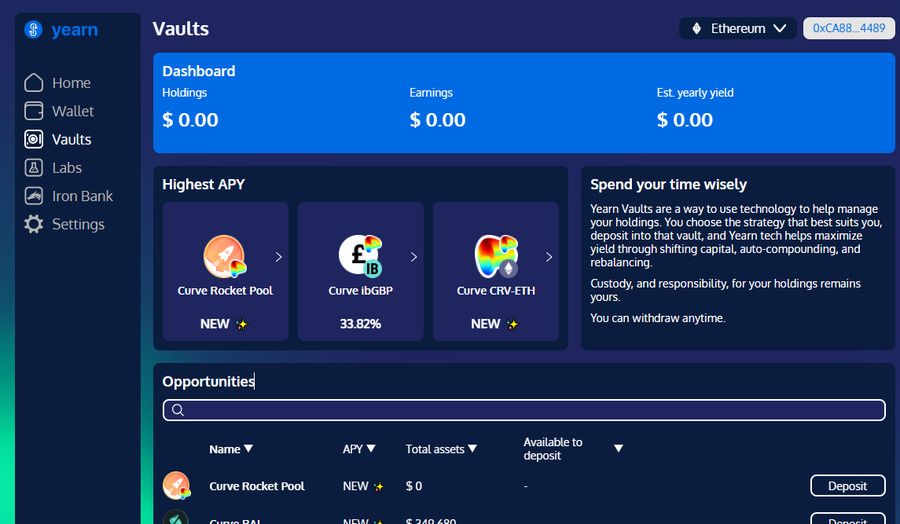 yearn
Home
Wallet
Vaults
Labs
Iron Bank
Settings
Vaults
Ethereum
0xCA88...4489
Dashboard
Holdings
$ 0.00
Earnings
$ 0.00
Est. yearly yield
$ 0.00
Highest APY
Curve Rocket Pool
NEW ✨
£
IB
Curve ibGBP
33.82%
Curve CRV-ETH
NEW ✨
Spend your time wisely
Yearn Vaults are a way to use technology to help manage
your holdings. You choose the strategy that best suits you,
deposit into that vault, and Yearn tech helps maximize
yield through shifting capital, auto-compounding, and
rebalancing.
Custody, and responsibility, for your holdings remains
yours.
You can withdraw anytime.
Opportunities
Name ▼ APY ▼ Total assets ▼ Available to deposit ▼
Curve Rocket Pool NEW ✨ $ 0 - Deposit
Curve BAL NEW ✨ $ 349,680 Deposit